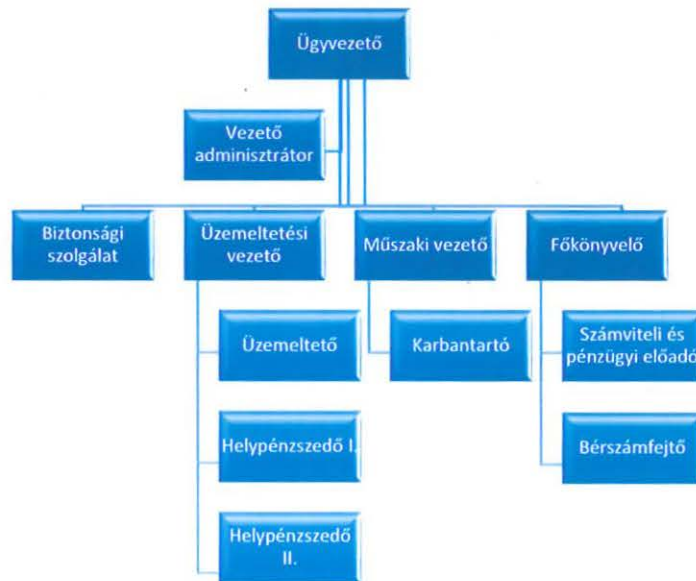 Ügyvezető
Vezető
adminisztrátor
Biztonsági
szolgálat
Üzemeltetési
vezető
Műszaki vezető
Főkönyvelő
Üzemeltető
Karbantartó
Számviteli és
pénzügyi előadó
Helypénzszedő I.
Bérszámfejtő
Helypénzszedő
II.